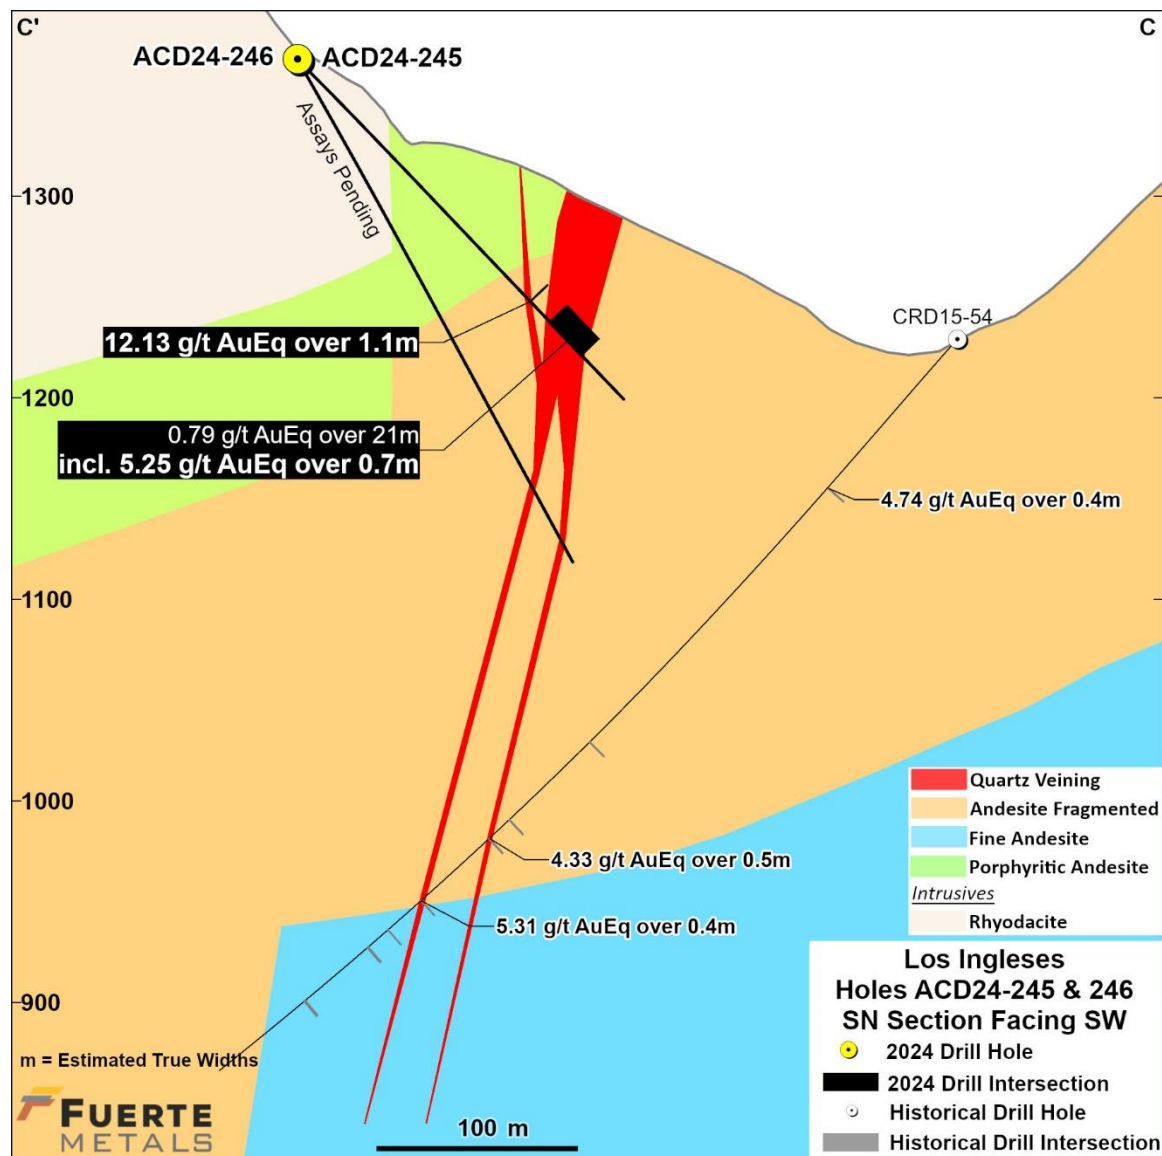 C'
C
ACD24-246
ACD24-245
Assays Pending
1300
CRD15-54
12.13 g/t AuEq over 1.1m
1200
0.79 g/t AuEq over 21m
incl. 5.25 g/t AuEq over 0.7m
4.74 g/t AuEq over 0.4m
1100
1000
Quartz Veining
Andesite Fragmented
Fine Andesite
Porphyritic Andesite
Intrusives
Rhyodacite
4.33 g/t AuEq over 0.5m
5.31 g/t AuEq over 0.4m
900
Los Ingleses
Holes ACD24-245 & 246
SN Section Facing SW
2024 Drill Hole
2024 Drill Intersection
Historical Drill Hole
Historical Drill Intersection
m = Estimated True Widths
FUERTE
METALS
100 m